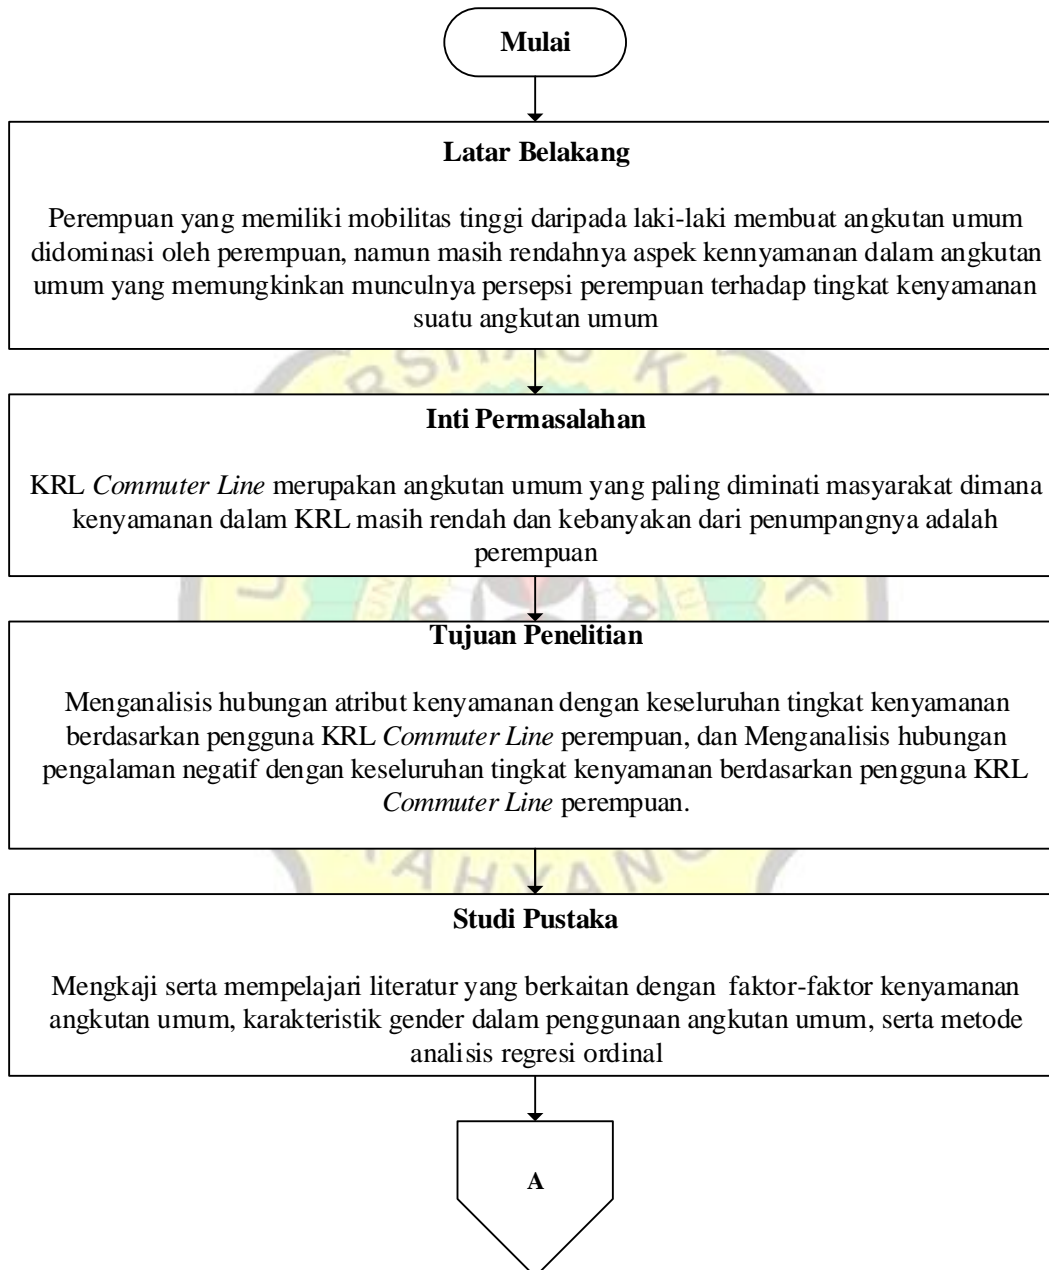 Mulai
Latar Belakang
Perempuan yang memiliki mobilitas tinggi daripada laki-laki membuat angkutan umum
didominasi oleh perempuan, namun masih rendahnya aspek kennyamanan dalam angkutan
umum yang memungkinkan munculnya persepsi perempuan terhadap tingkat kenyamanan
suatu angkutan umum
Inti Permasalahan
KRL Commuter Line merupakan angkutan umum yang paling diminati masyarakat dimana
kenyamanan dalam KRL masih rendah dan kebanyakan dari penumpangnya adalah
perempuan
Tujuan Penelitian
Menganalisis hubungan atribut kenyamanan dengan keseluruhan tingkat kenyamanan
berdasarkan pengguna KRL Commuter Line perempuan, dan Menganalisis hubungan
pengalaman negatif dengan keseluruhan tingkat kenyamanan berdasarkan pengguna KRL
Commuter Line perempuan.
Studi Pustaka
Mengkaji serta mempelajari literatur yang berkaitan dengan faktor-faktor kenyamanan
angkutan umum, karakteristik gender dalam penggunaan angkutan umum, serta metode
analisis regresi ordinal
A